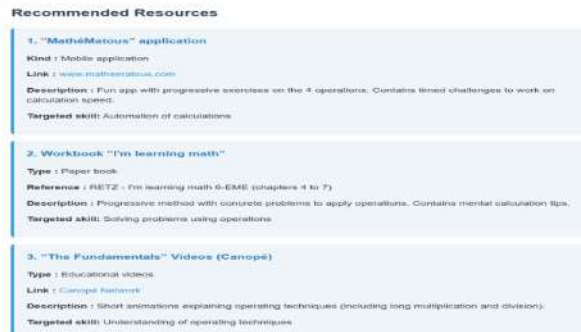 Recommended Resources
1. "MathéMatous" application
Kind : Mobile application
Link : www.mathematous.com
Description : Fun app with progressive exercises on the 4 operations. Contains timed challenges to work on
calculation speed.
Targeted skill: Automation of calculations
2. Workbook "I'm learning math"
Type : Paper book
Reference : RETZ - I'm learning math 6-EME (chapters 4 to 7)
Description : Progressive method with concrete problems to apply operations. Contains mental calculation tips.
Targeted skill: Solving problems using operations
3. "The Fundamentals" Videos (Canopé)
Type : Educational videos
Link : Canopé Network
Description : Short animations explaining operating techniques (including long multiplication and division).
Targeted skill: Understanding of operating techniques